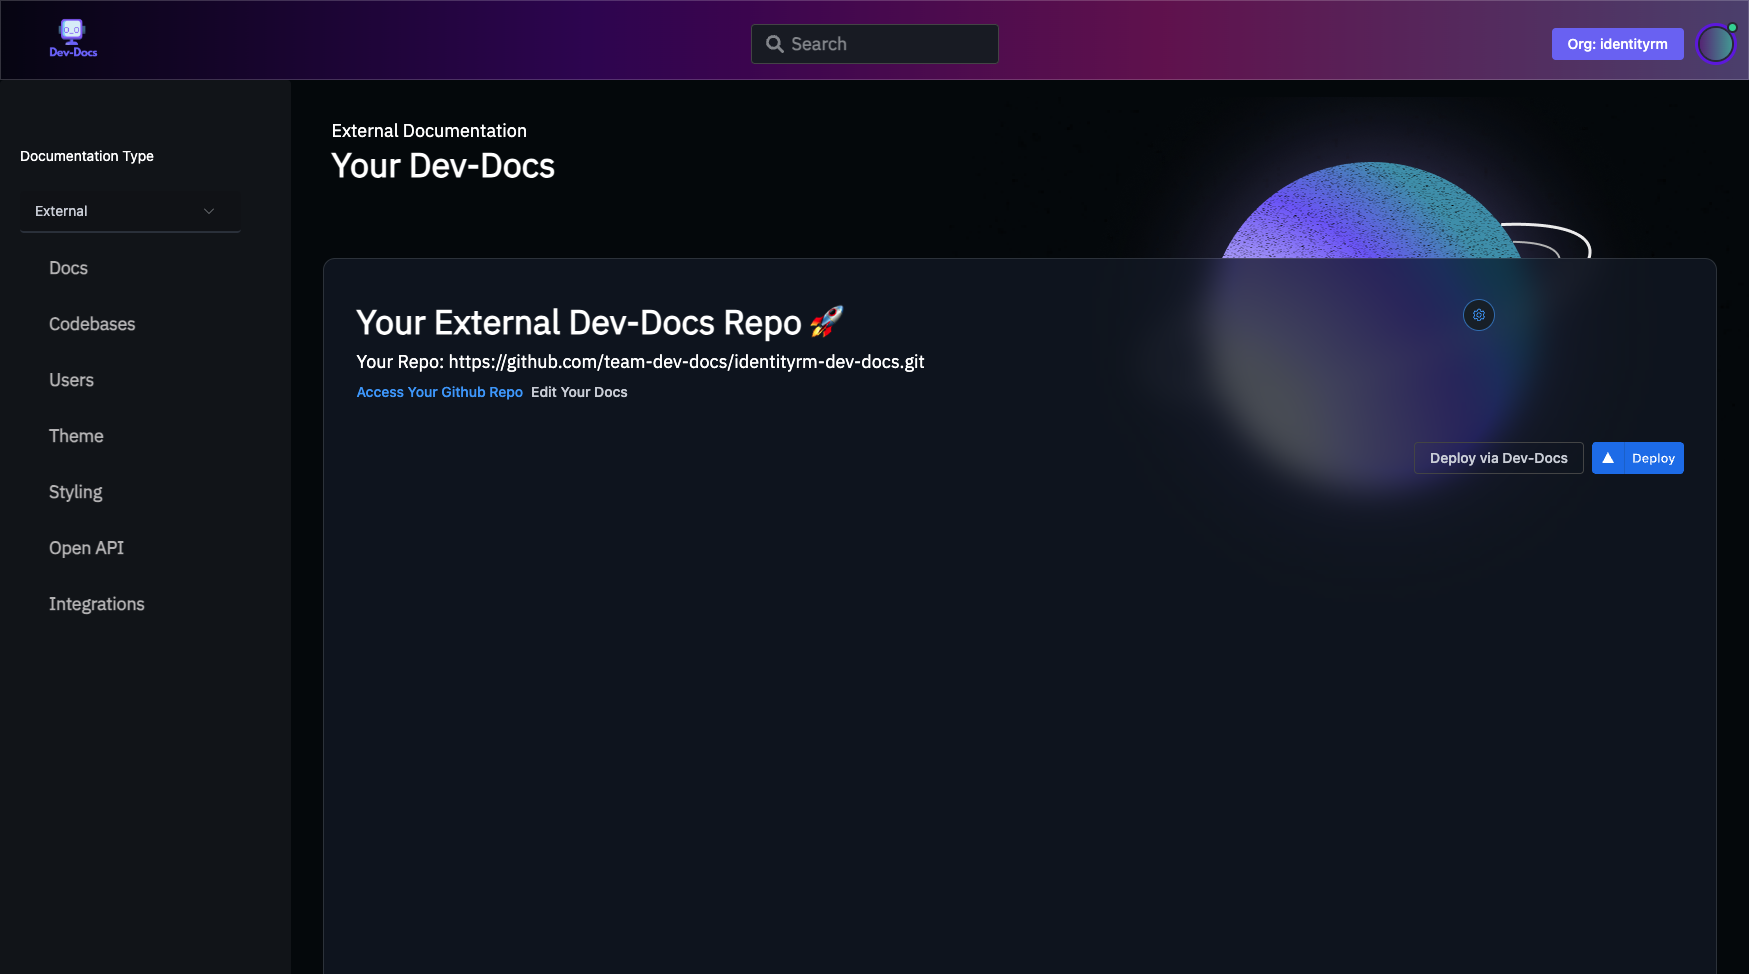 Dev-Docs
Search
Org: identityrm
Documentation Type
External
Docs
Codebases
Users
Theme
Styling
Open API
Integrations
External Documentation
Your Dev-Docs
Your External Dev-Docs Repo 🚀
Your Repo: https://github.com/team-dev-docs/identityrm-dev-docs.git
Access Your Github Repo Edit Your Docs
Deploy via Dev-Docs
Deploy